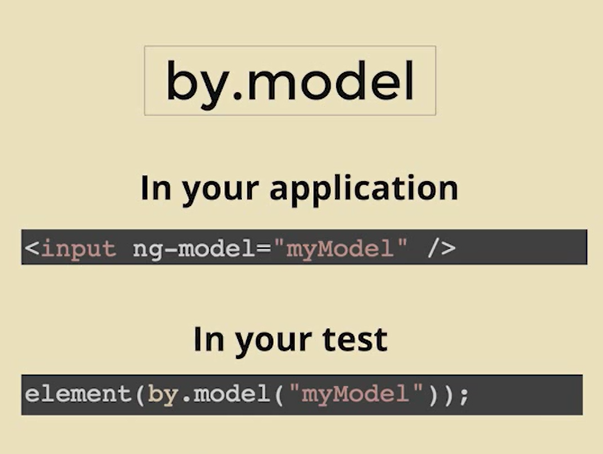 by.model
In your application
<input ng-model="myModel" />
In your test
element(by.model("myModel"));